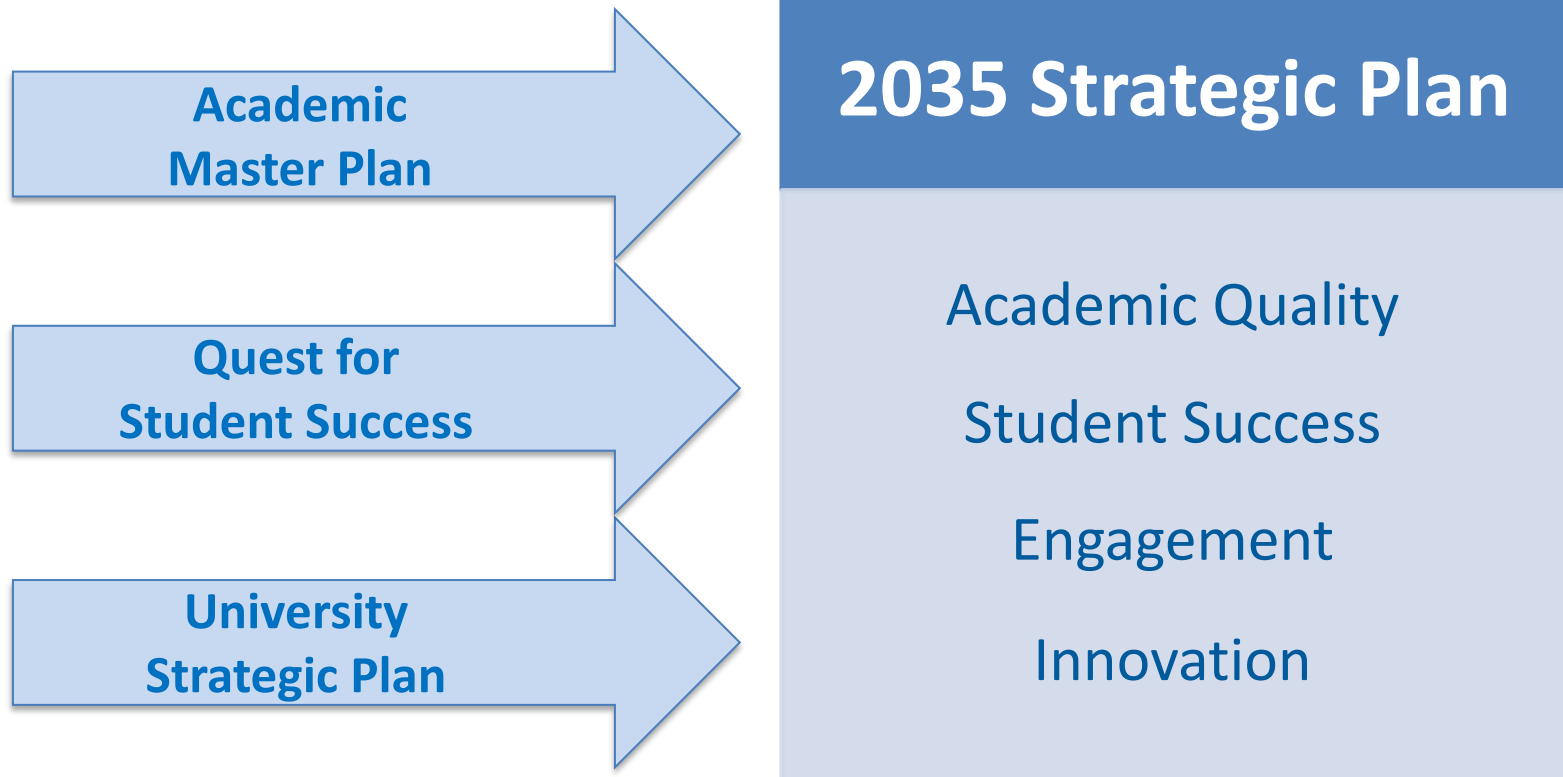 Academic
Master Plan
Quest for
Student Success
University
Strategic Plan
2035 Strategic Plan
Academic Quality
Student Success
Engagement
Innovation